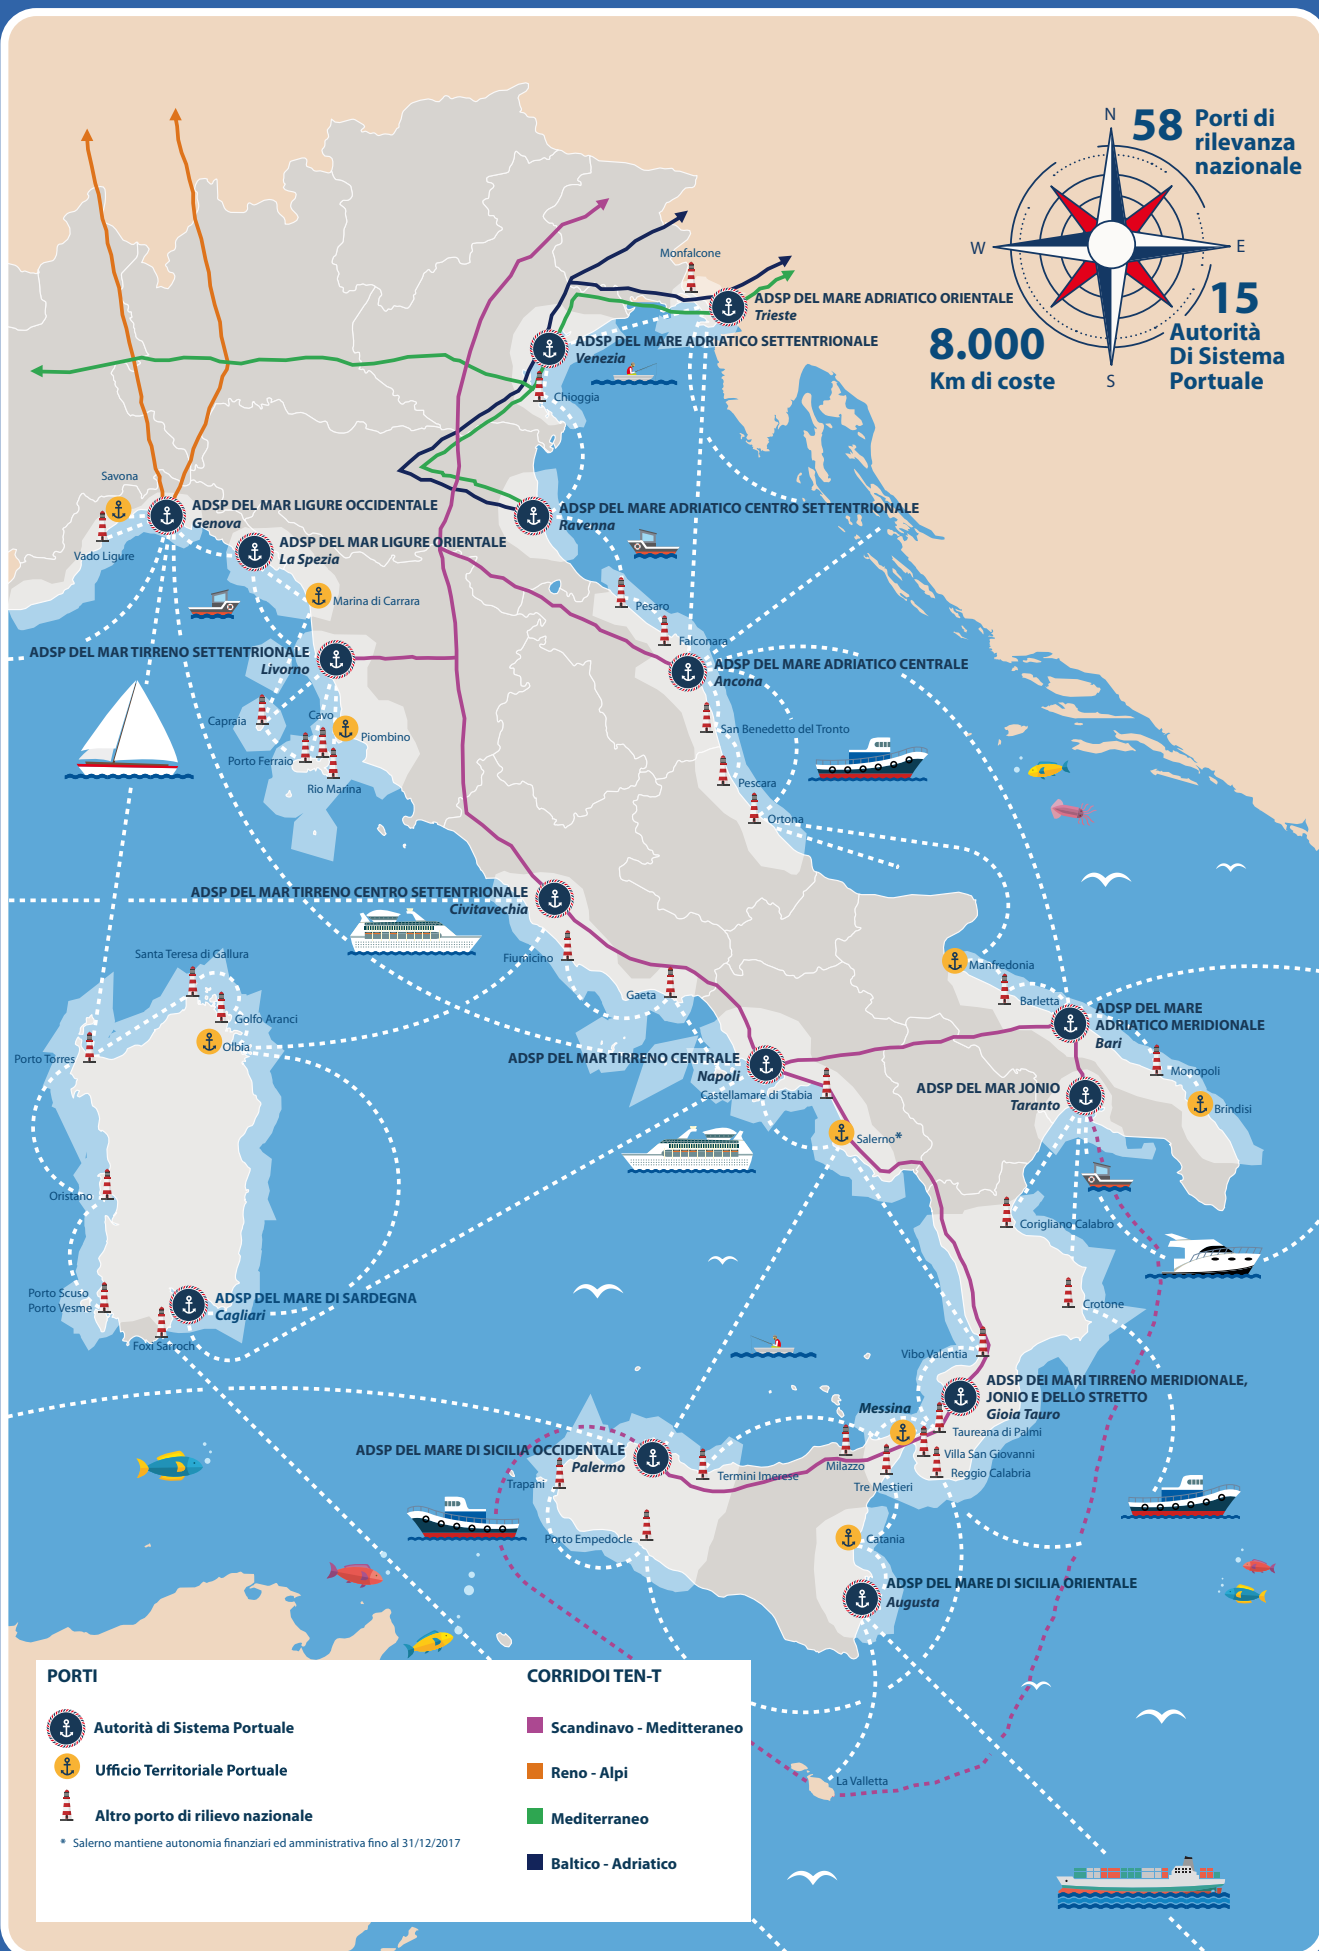 N
58 Porti di
rilevanza
nazionale
W
E
S
15
Autorità
Di Sistema
Portuale
8.000
Km di coste
Monfalcone
ADSP DEL MARE ADRIATICO ORIENTALE
Trieste
ADSP DEL MARE ADRIATICO SETTENTRIONALE
Venezia
Chioggia
Savona
ADSP DEL MAR LIGURE OCCIDENTALE
Genova
Vado Ligure
ADSP DEL MARE ADRIATICO CENTRO SETTENTRIONALE
Ravenna
ADSP DEL MAR LIGURE ORIENTALE
La Spezia
Marina di Carrara
Pesaro
Falconara
ADSP DEL MAR TIRRENO SETTENTRIONALE
Livorno
ADSP DEL MARE ADRIATICO CENTRALE
Ancona
Capraia
Cavo
Piombino
Porto Ferraio
Rio Marina
San Benedetto del Tronto
Pescara
Ortona
ADSP DEL MAR TIRRENO CENTRO SETTENTRIONALE
Civitavechia
Fiumicino
Gaeta
Santa Teresa di Gallura
Golfo Aranci
Olbia
Porto Torres
Manfredonia
Barletta
ADSP DEL MARE
ADRIATICO MERIDIONALE
Bari
Monopoli
Brindisi
ADSP DEL MAR TIRRENO CENTRALE
Napoli
Castellamare di Stabia
ADSP DEL MAR JONIO
Taranto
Salerno*
Oristano
Corigliano Calabro
Crotone
Porto Scuso
Porto Vesme
ADSP DEL MARE DI SARDEGNA
Cagliari
Foxi Sarroch
Vibo Valentia
ADSP DEI MARI TIRRENO MERIDIONALE,
JONIO E DELLO STRETTO
Gioia Tauro
Messina
Taureana di Palmi
Villa San Giovanni
Reggio Calabria
Milazzo
Tre Mestieri
ADSP DEL MARE DI SICILIA OCCIDENTALE
Palermo
Trapani
Termini Imerese
Porto Empedocle
Catania
ADSP DEL MARE DI SICILIA ORIENTALE
Augusta
La Valletta
PORTI
Autorità di Sistema Portuale
Ufficio Territoriale Portuale
Altro porto di rilievo nazionale
* Salerno mantiene autonomia finanziari ed amministrativa fino al 31/12/2017
CORRIDOI TEN-T
Scandinavo - Meditteraneo
Reno - Alpi
Mediterraneo
Baltico - Adriatico